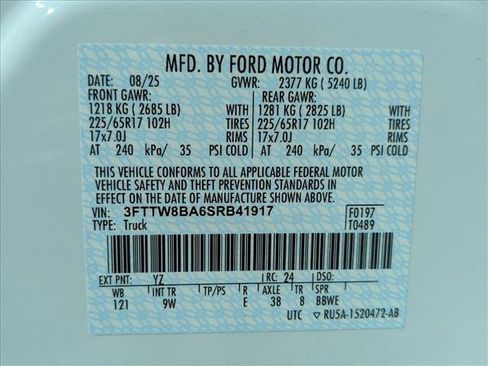 MFD. BY FORD MOTOR CO.
DATE: 08/25 GVWR: 2377 KG ( 5240 LB)
FRONT GAWR: REAR GAWR:
1218 KG ( 2685 LB) WITH 1281 KG ( 2825 LB) WITH
225/65R17 102H TIRES 225/65R17 102H TIRES
17x7.0J RIMS 17x7.0J RIMS
AT 240 kPa/ 35 PSI COLD AT 240 kPa/ 35 PSI COLD
THIS VEHICLE CONFORMS TO ALL APPLICABLE FEDERAL MOTOR
VEHICLE SAFETY AND THEFT PREVENTION STANDARDS IN
EFFECT ON THE DATE OF MANUFACTURE SHOWN ABOVE.
VIN: 3FTTW8BA6SRB41917 F0197
TYPE: Truck T0489
EXT PNT: YZ RC: 24 DSO:
WB INT TR TP/PS R AXLE TR SPR
121 9W E 38 8 BBWE
UTC ▽ RU5A-1520472-AB